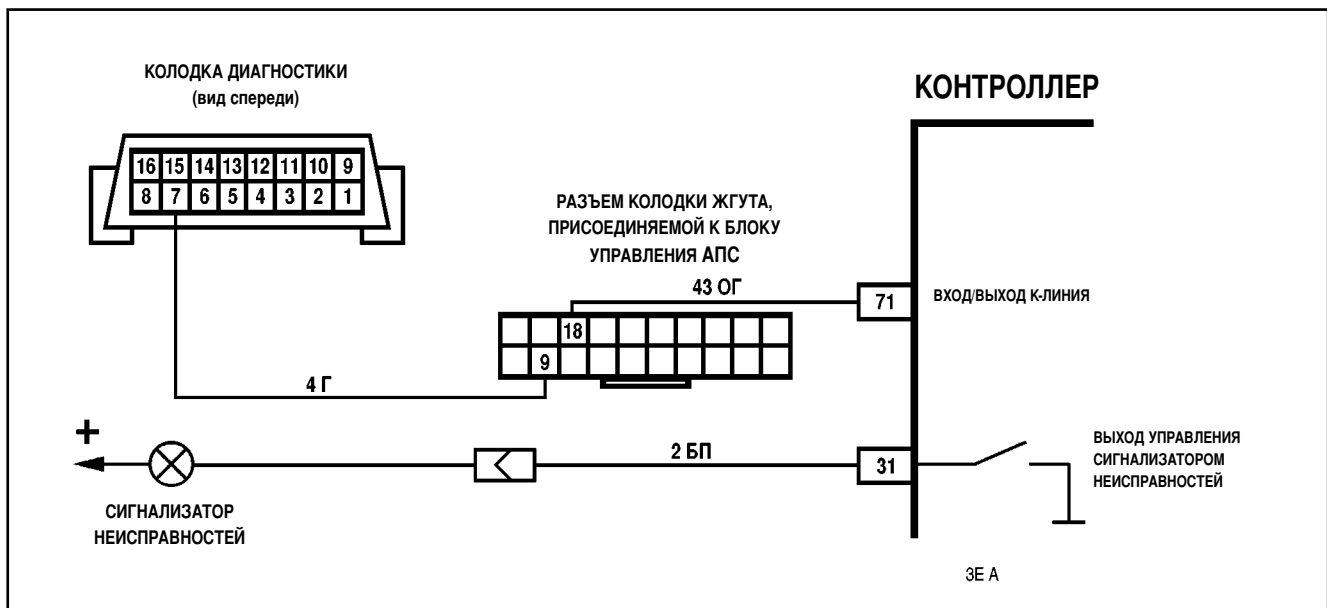 КОЛОДКА ДИАГНОСТИКИ
(вид спереди)
КОНТРОЛЛЕР
16 15 14 13 12 11 10 9
8 7 6 5 4 3 2 1
РАЗЪЕМ КОЛОДКИ ЖГУТА,
ПРИСОЕДИНЯЕМОЙ К БЛОКУ
УПРАВЛЕНИЯ АПС
43 ОГ
71
ВХОД/ВЫХОД К-ЛИНИЯ
18
9
4 Г
+
2 БП
31
ВЫХОД УПРАВЛЕНИЯ
СИГНАЛИЗАТОРОМ
НЕИСПРАВНОСТЕЙ
СИГНАЛИЗАТОР
НЕИСПРАВНОСТЕЙ
ЗЕ А